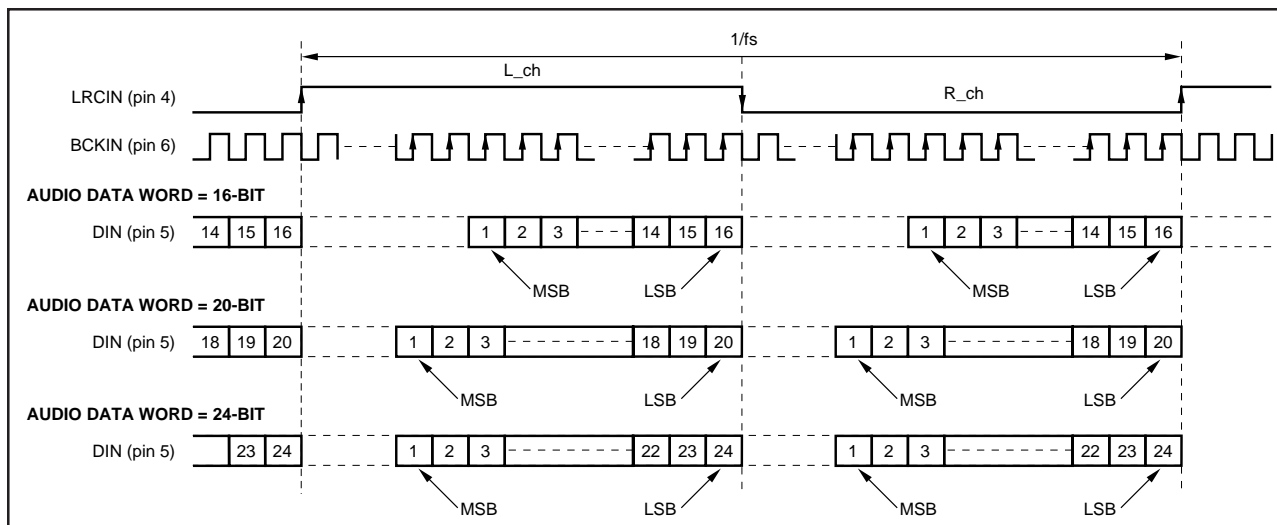 1/fs
L_ch
R_ch
LRCIN (pin 4)
BCKIN (pin 6)
AUDIO DATA WORD = 16-BIT
DIN (pin 5) 14 15 16 1 2 3 14 15 16 1 2 3 14 15 16
MSB LSB MSB LSB
AUDIO DATA WORD = 20-BIT
DIN (pin 5) 18 19 20 1 2 3 18 19 20 1 2 3 18 19 20
MSB LSB MSB LSB
AUDIO DATA WORD = 24-BIT
DIN (pin 5) 23 24 1 2 3 22 23 24 1 2 3 22 23 24
MSB LSB MSB LSB